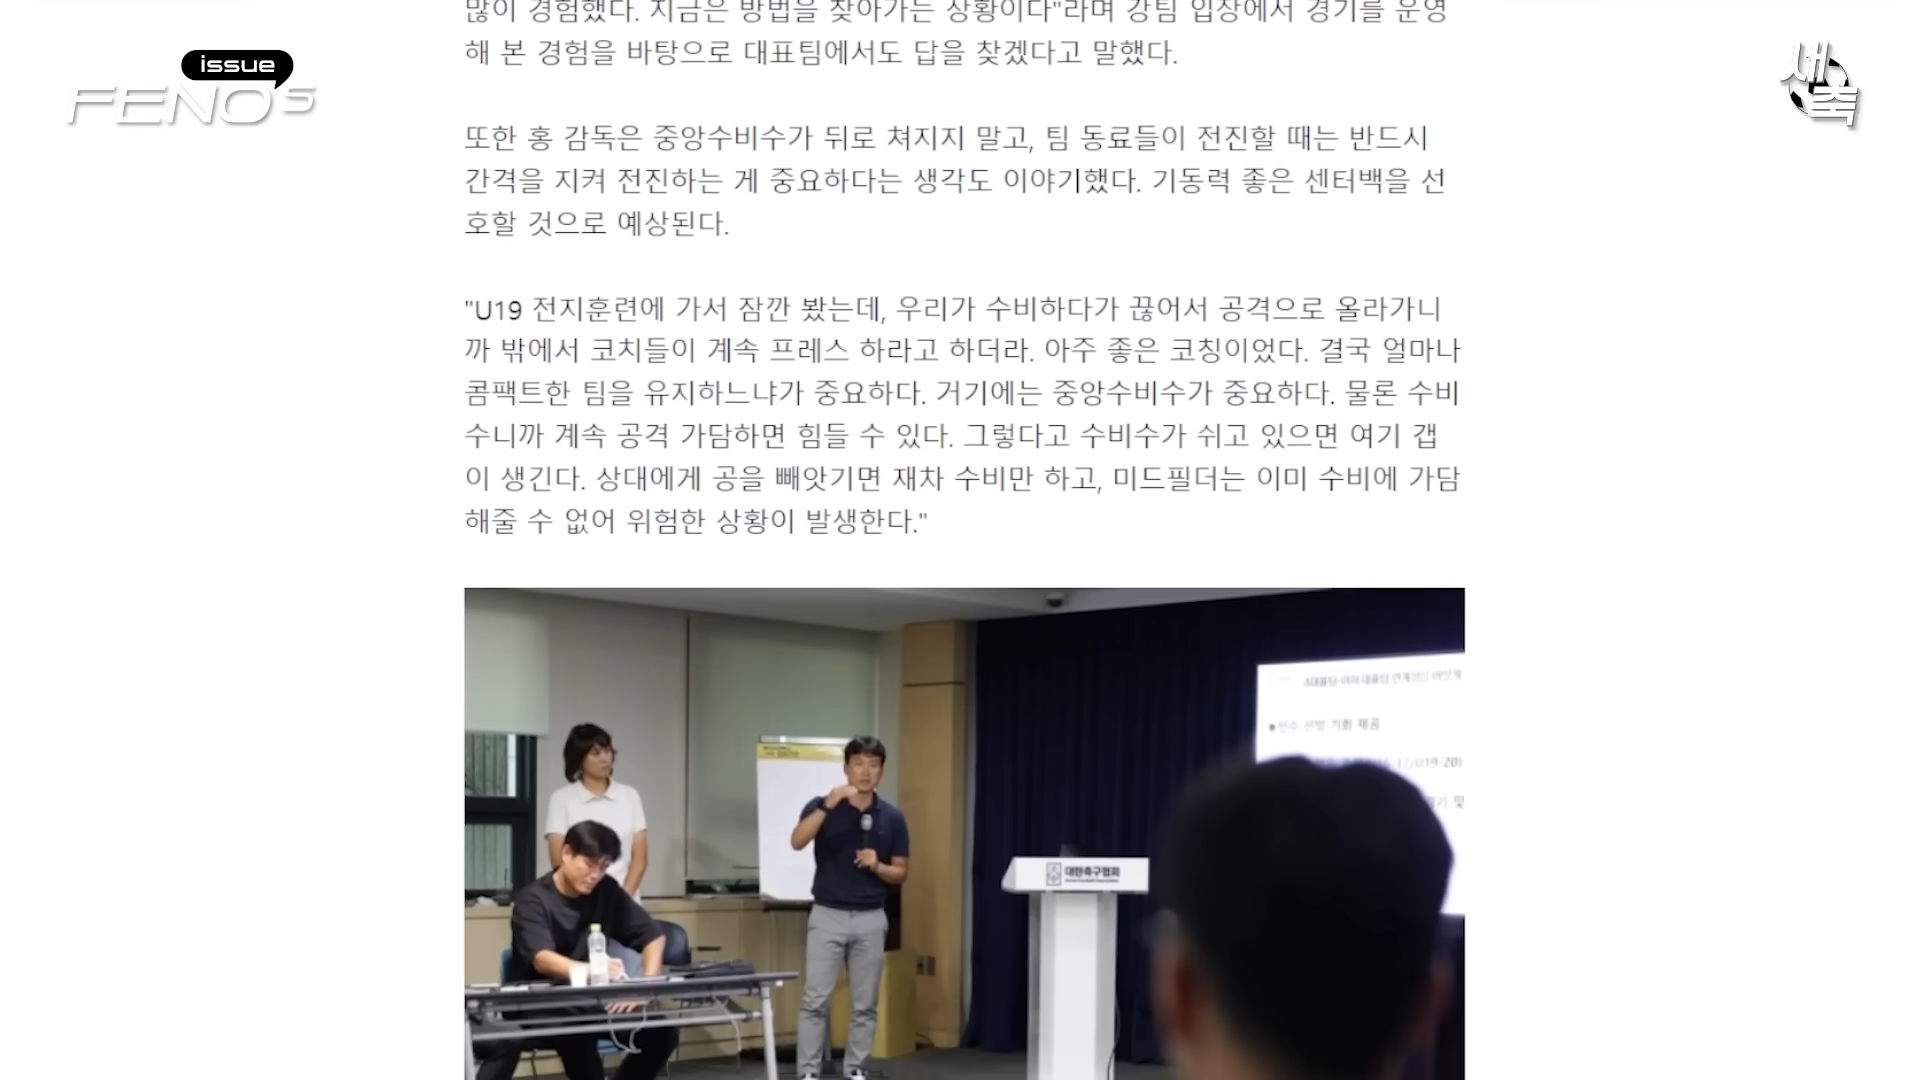 issue
FENO5
세축
많이 경험했다. 지금은 방법을 찾아가는 상황이다"라며 강팀 입장에서 경기를 운영
해 본 경험을 바탕으로 대표팀에서도 답을 찾겠다고 말했다.
또한 홍 감독은 중앙수비수가 뒤로 쳐지지 말고, 팀 동료들이 전진할 때는 반드시
간격을 지켜 전진하는 게 중요하다는 생각도 이야기했다. 기동력 좋은 센터백을 선
호할 것으로 예상된다.
"U19 전지훈련에 가서 잠깐 봤는데, 우리가 수비하다가 끊어서 공격으로 올라가니
까 밖에서 코치들이 계속 프레스 하라고 하더라. 아주 좋은 코칭이었다. 결국 얼마나
콤팩트한 팀을 유지하느냐가 중요하다. 거기에는 중앙수비수가 중요하다. 물론 수비
수니까 계속 공격 가담하면 힘들 수 있다. 그렇다고 수비수가 쉬고 있으면 여기 갭
이 생긴다. 상대에게 공을 빼앗기면 재차 수비만 하고, 미드필더는 이미 수비에 가담
해줄 수 없어 위험한 상황이 발생한다."
선수 선발 기회 제공
대한축구협회